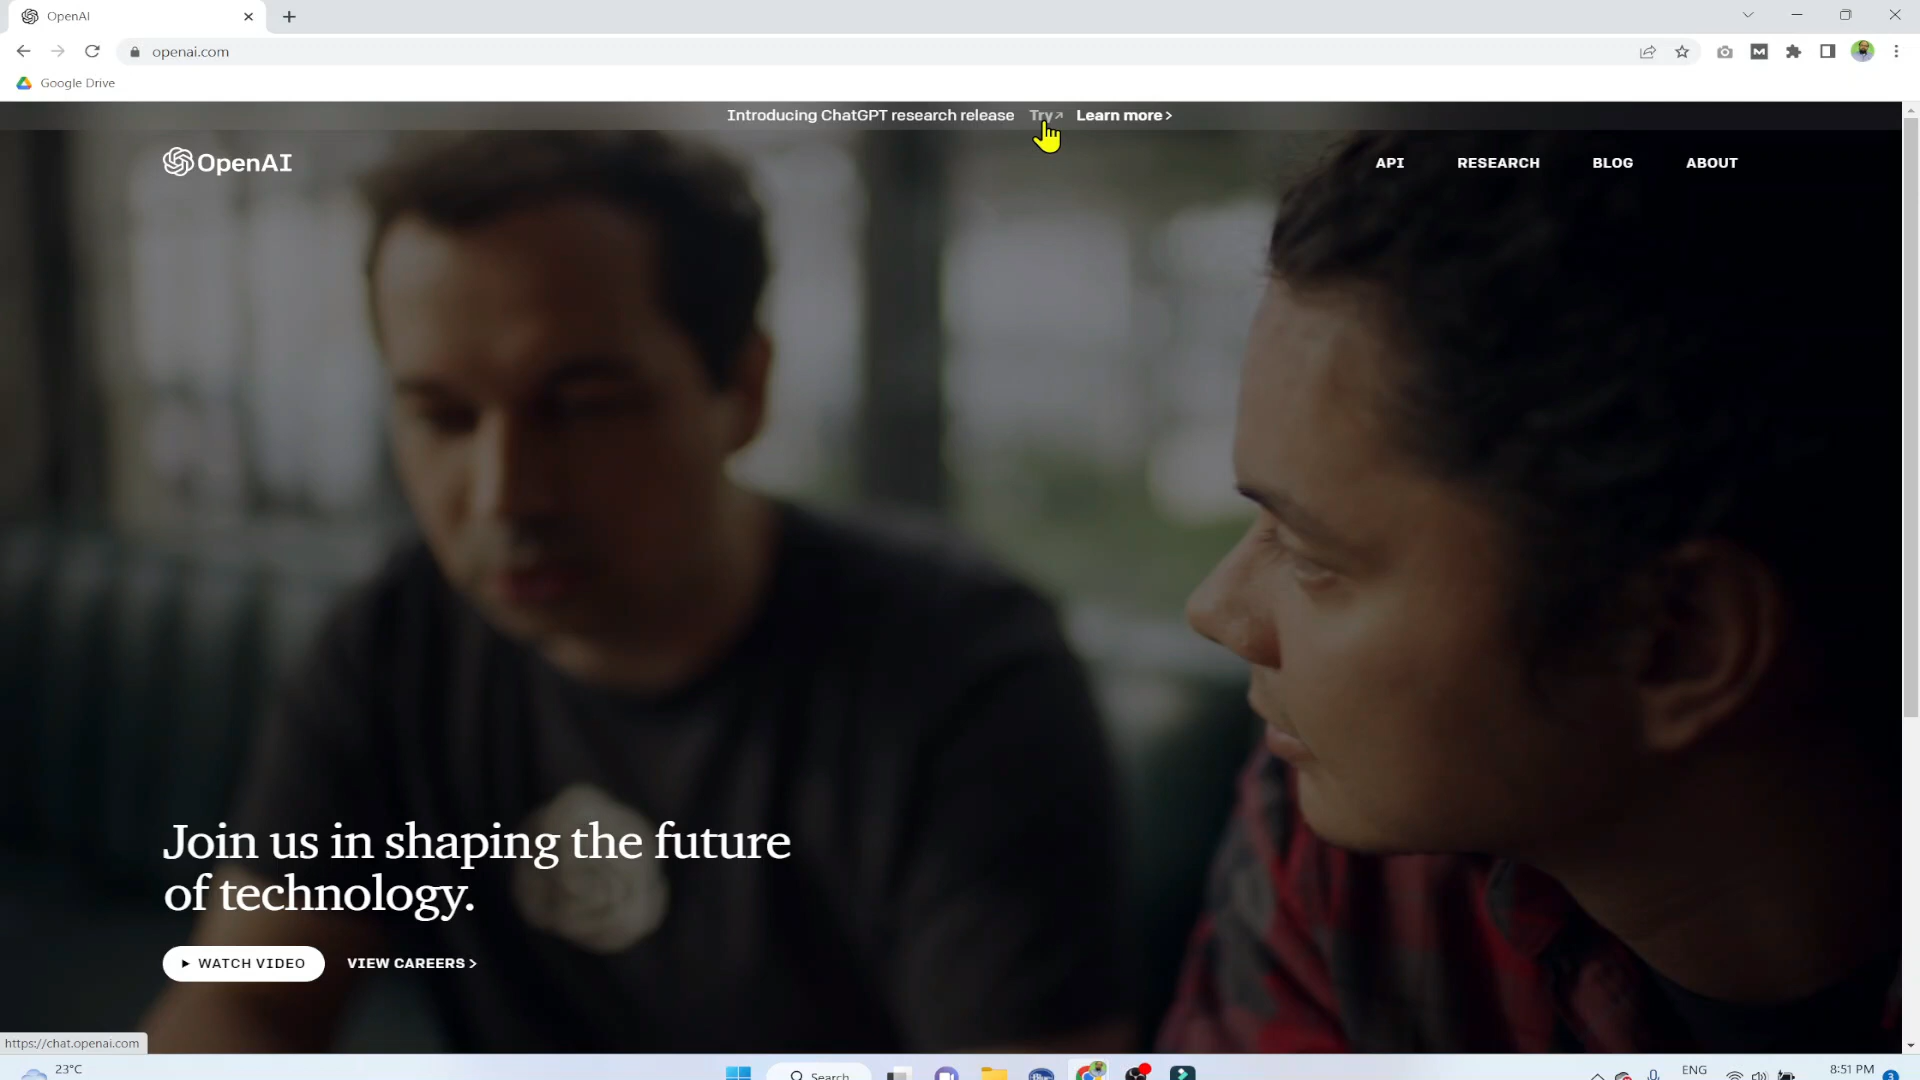 OpenAI
openai.com
Google Drive
Introducing ChatGPT research release Try↗ Learn more >
OpenAI
API RESEARCH BLOG ABOUT
Join us in shaping the future
of technology.
WATCH VIDEO VIEW CAREERS >
https://chat.openai.com
23°C
Search
ENG
8:51 PM
3